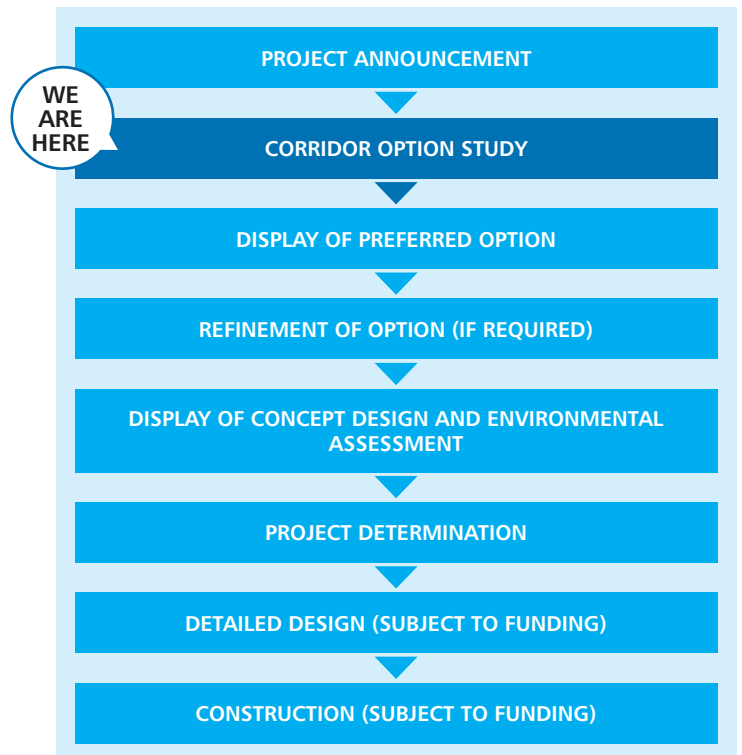 PROJECT ANNOUNCEMENT
WE
ARE
HERE
CORRIDOR OPTION STUDY
DISPLAY OF PREFERRED OPTION
REFINEMENT OF OPTION (IF REQUIRED)
DISPLAY OF CONCEPT DESIGN AND ENVIRONMENTAL
ASSESSMENT
PROJECT DETERMINATION
DETAILED DESIGN (SUBJECT TO FUNDING)
CONSTRUCTION (SUBJECT TO FUNDING)